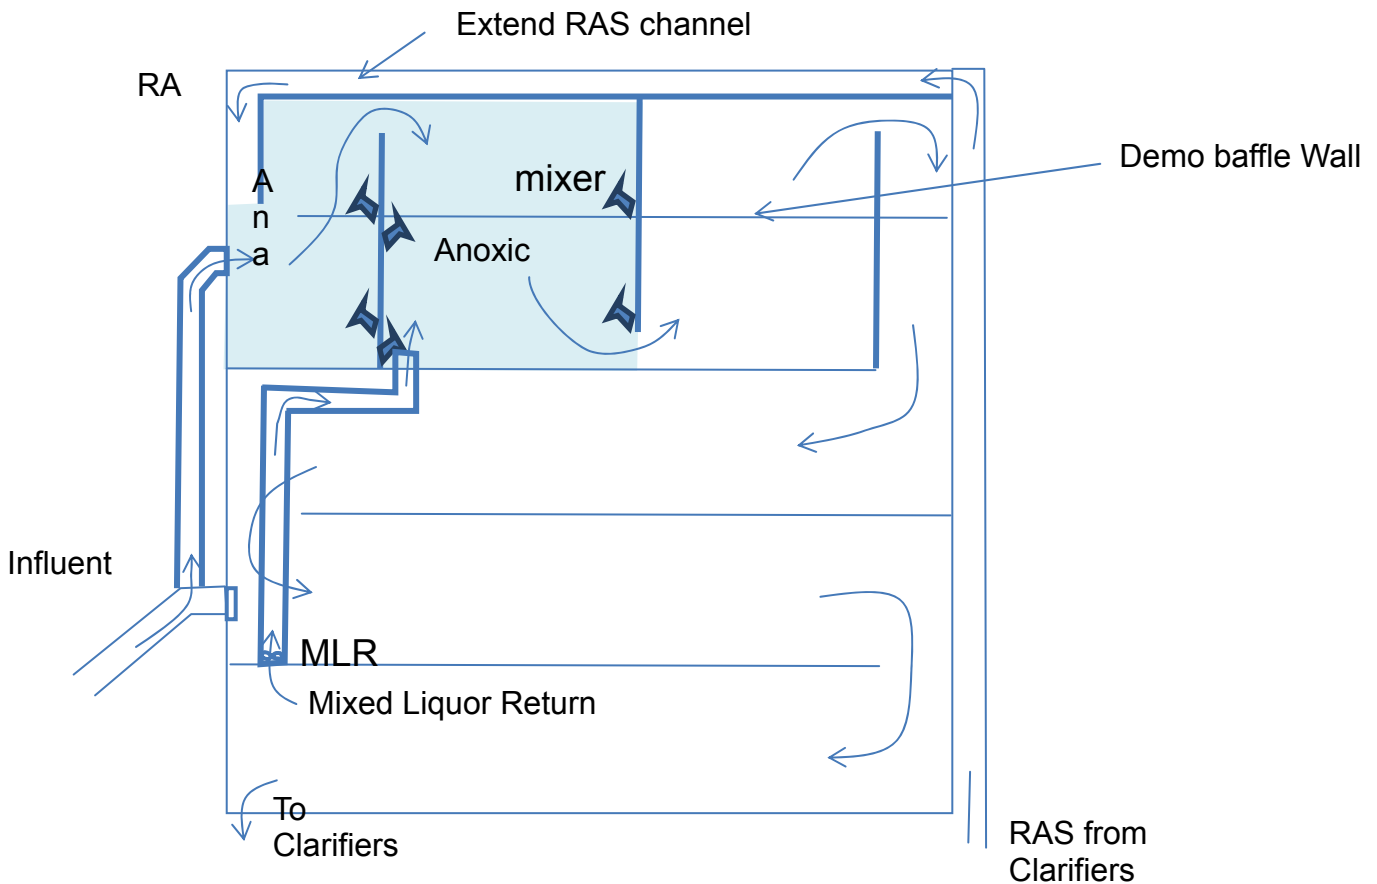 Extend RAS channel
RA
Demo baffle Wall
A
n
a
mixer
Anoxic
Influent
MLR
Mixed Liquor Return
To
Clarifiers
RAS from
Clarifiers